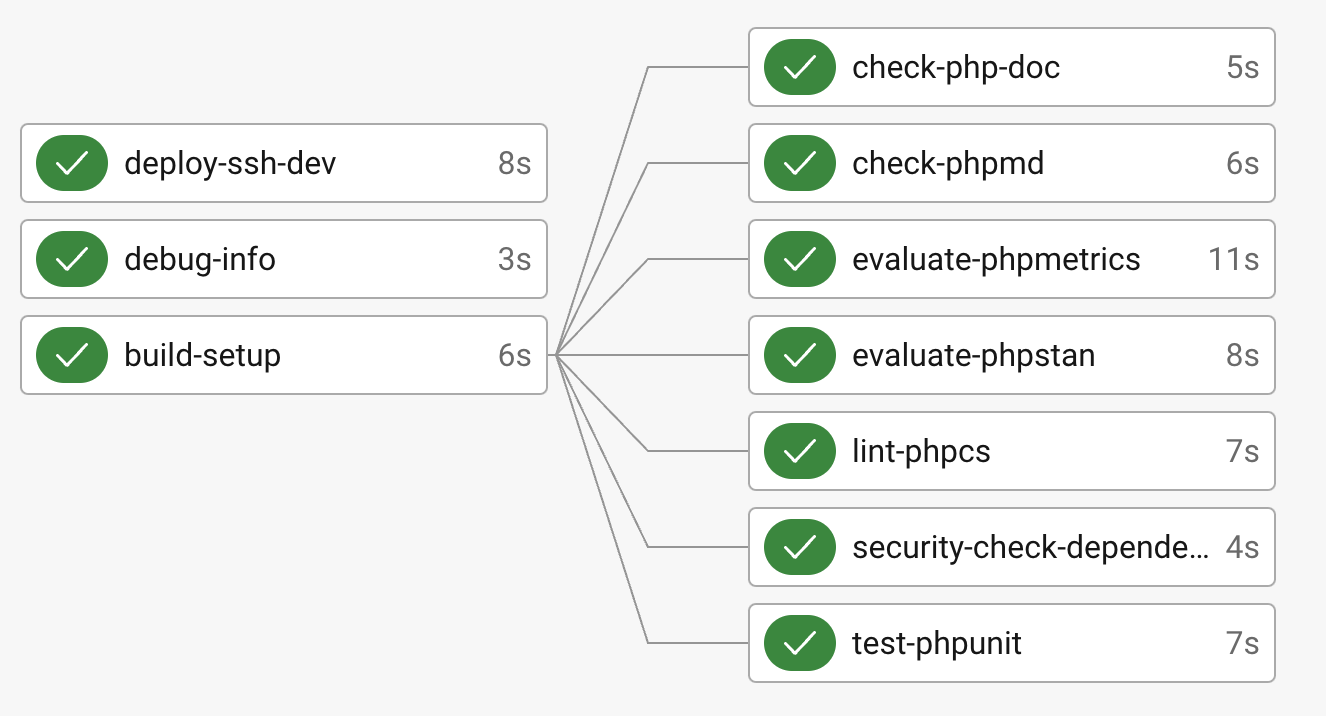 deploy-ssh-dev 8s
debug-info 3s
build-setup 6s
check-php-doc 5s
check-phpmd 6s
evaluate-phpmetrics 11s
evaluate-phpstan 8s
lint-phpcs 7s
security-check-depende… 4s
test-phpunit 7s